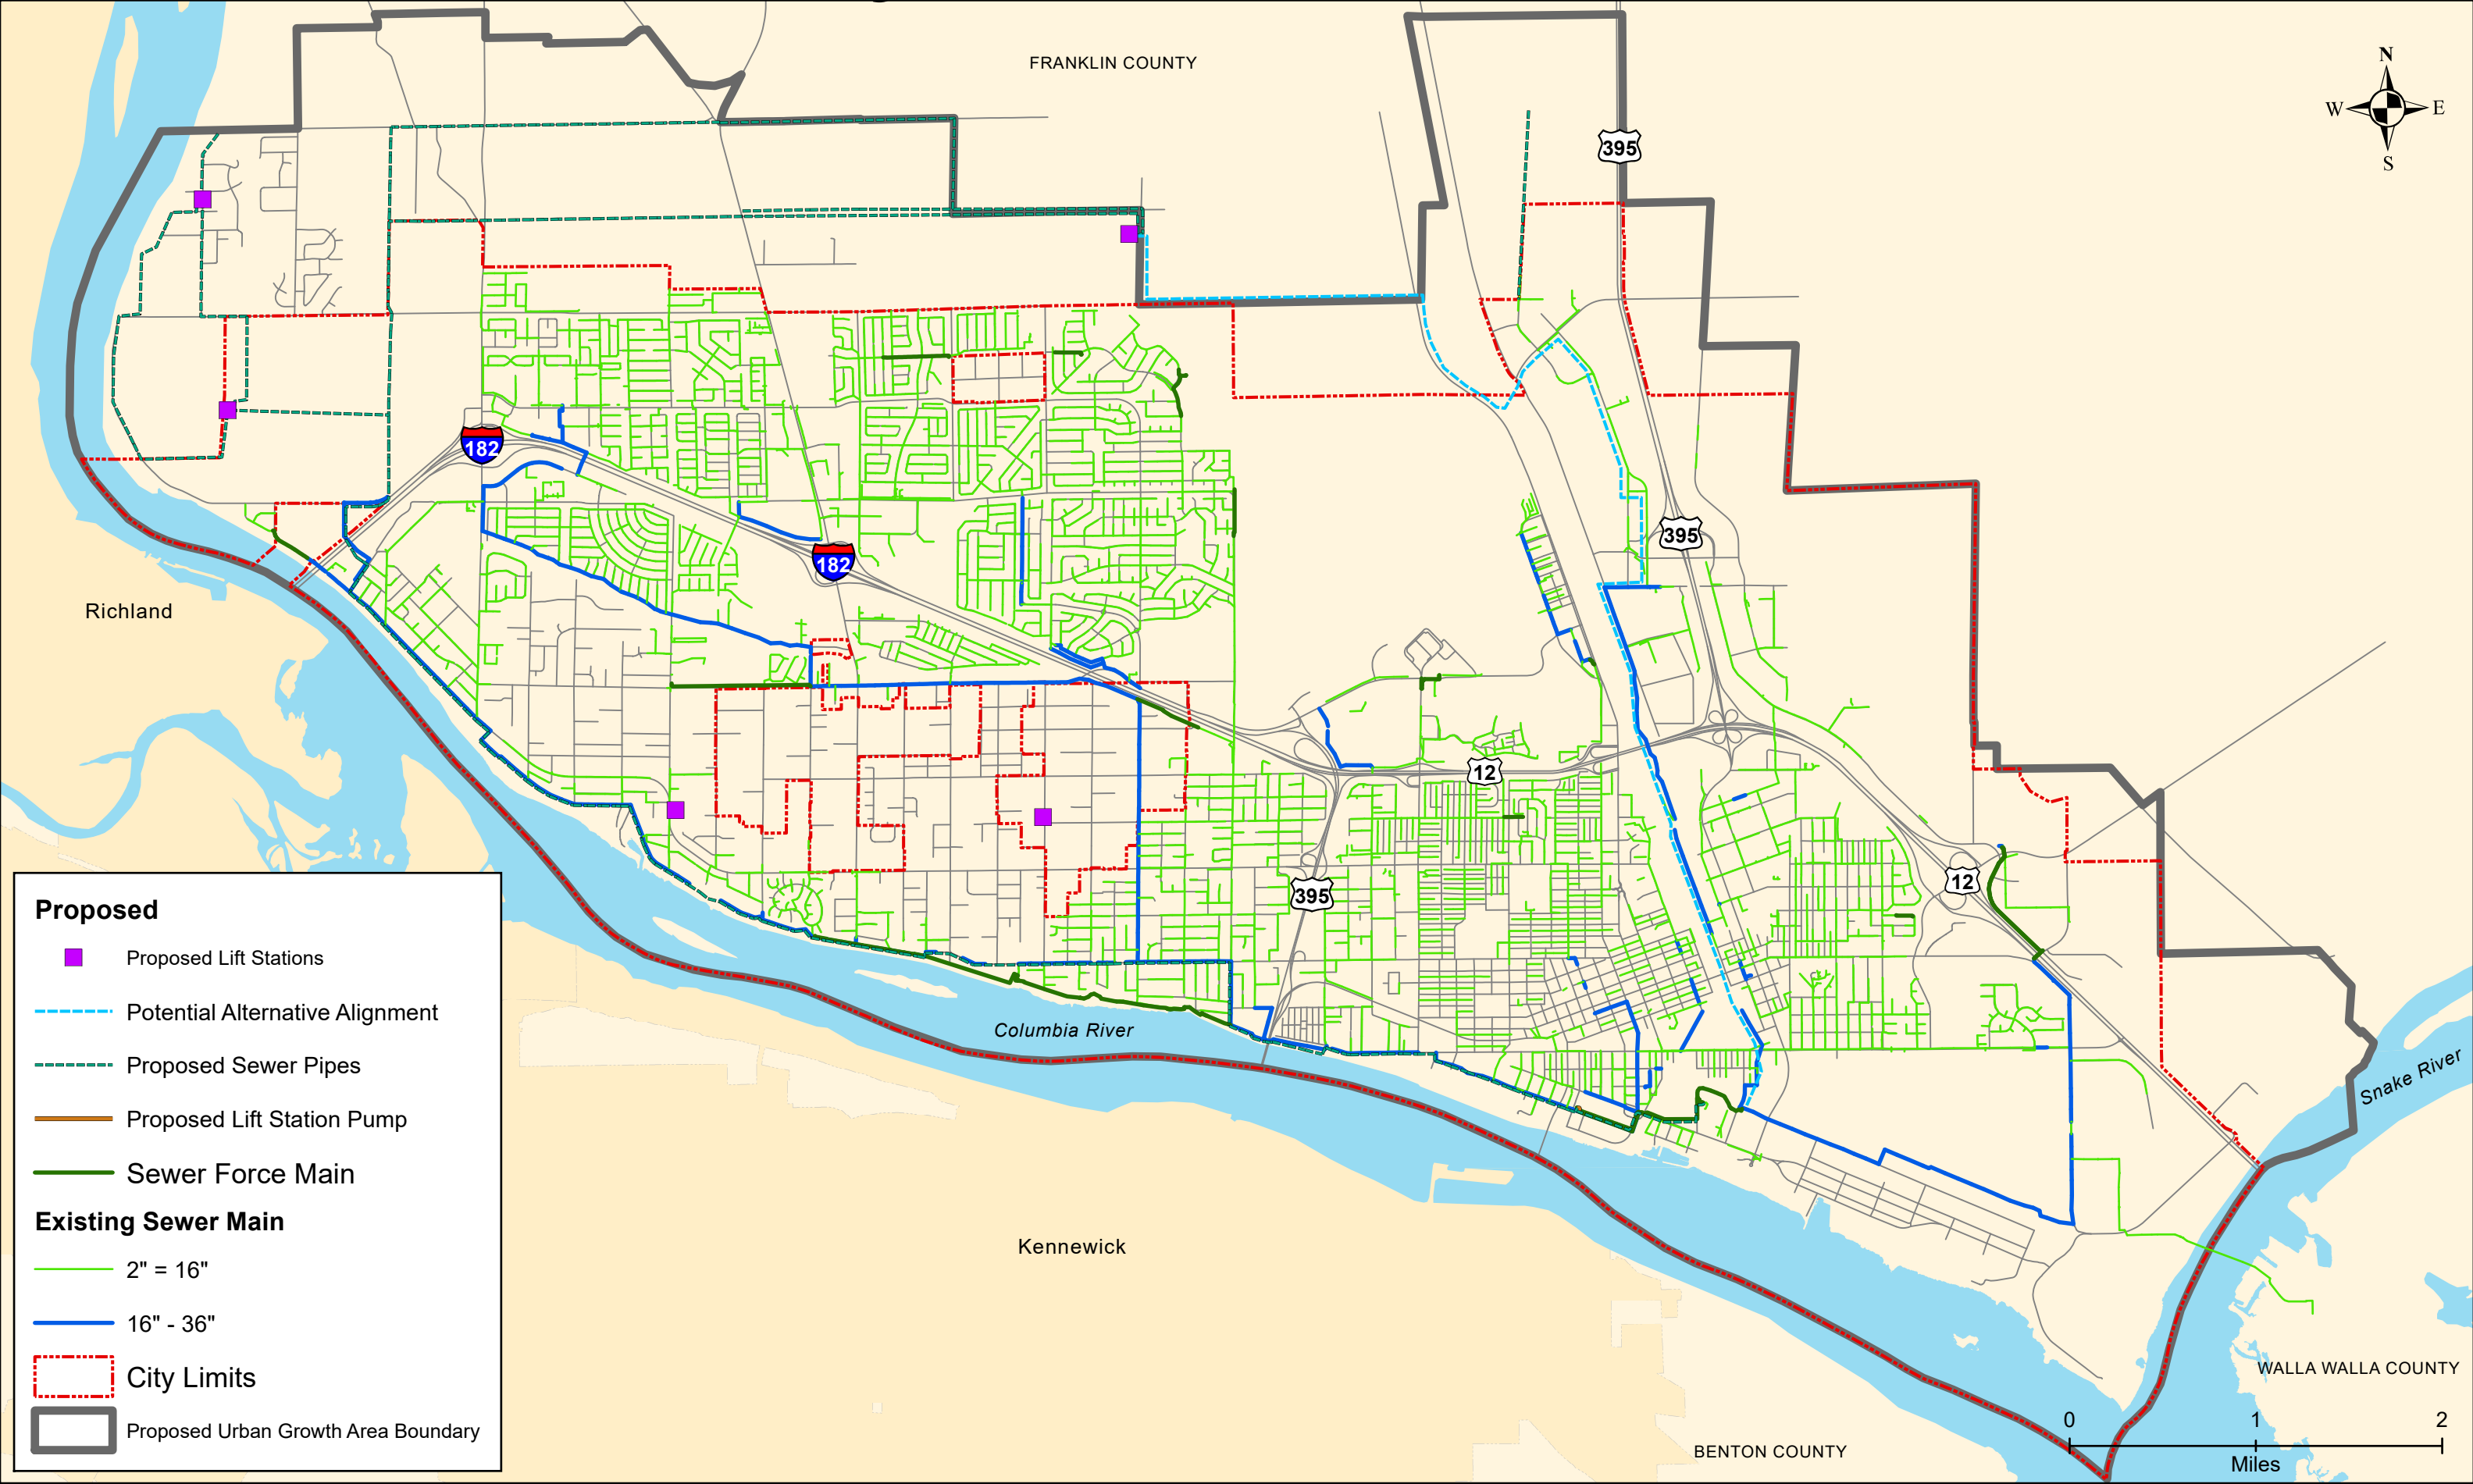 FRANKLIN COUNTY
N
W E
S
395
182
395
182
Richland
12
12
395
Columbia River
Snake River
Kennewick
WALLA WALLA COUNTY
BENTON COUNTY
0 1 2
Miles
Proposed
Proposed Lift Stations
Potential Alternative Alignment
Proposed Sewer Pipes
Proposed Lift Station Pump
Sewer Force Main
Existing Sewer Main
2" = 16"
16" - 36"
City Limits
Proposed Urban Growth Area Boundary